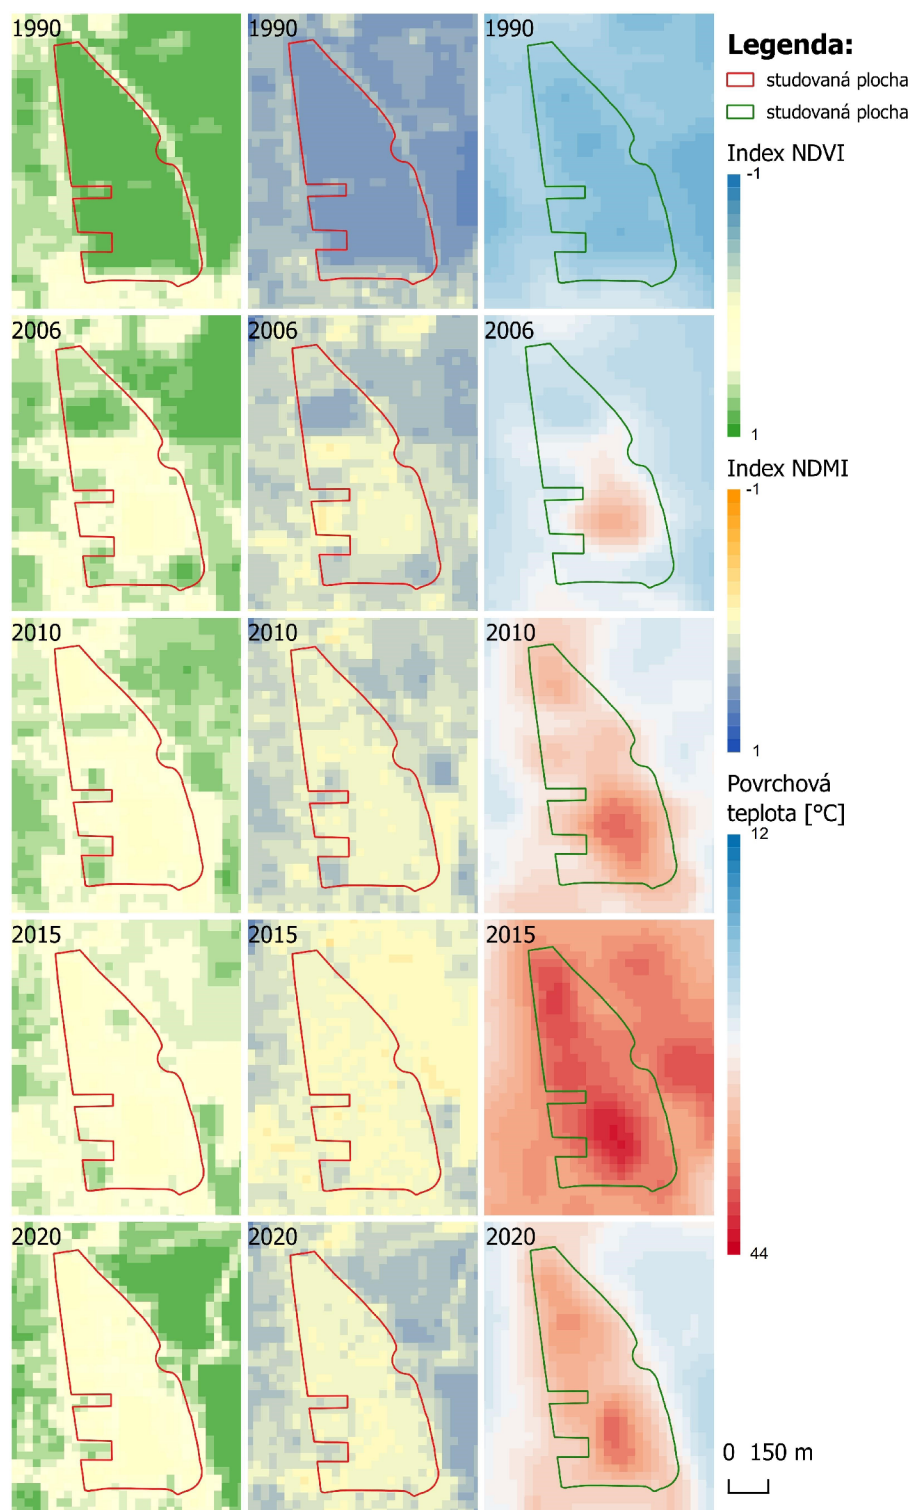 1990
1990
1990
Legenda:
studovaná plocha
studovaná plocha
Index NDVI
-1
1
2006
2006
2006
Index NDMI
-1
1
2010
2010
2010
Povrchová
teplota [°C]
12
44
2015
2015
2015
2020
2020
2020
0 150 m